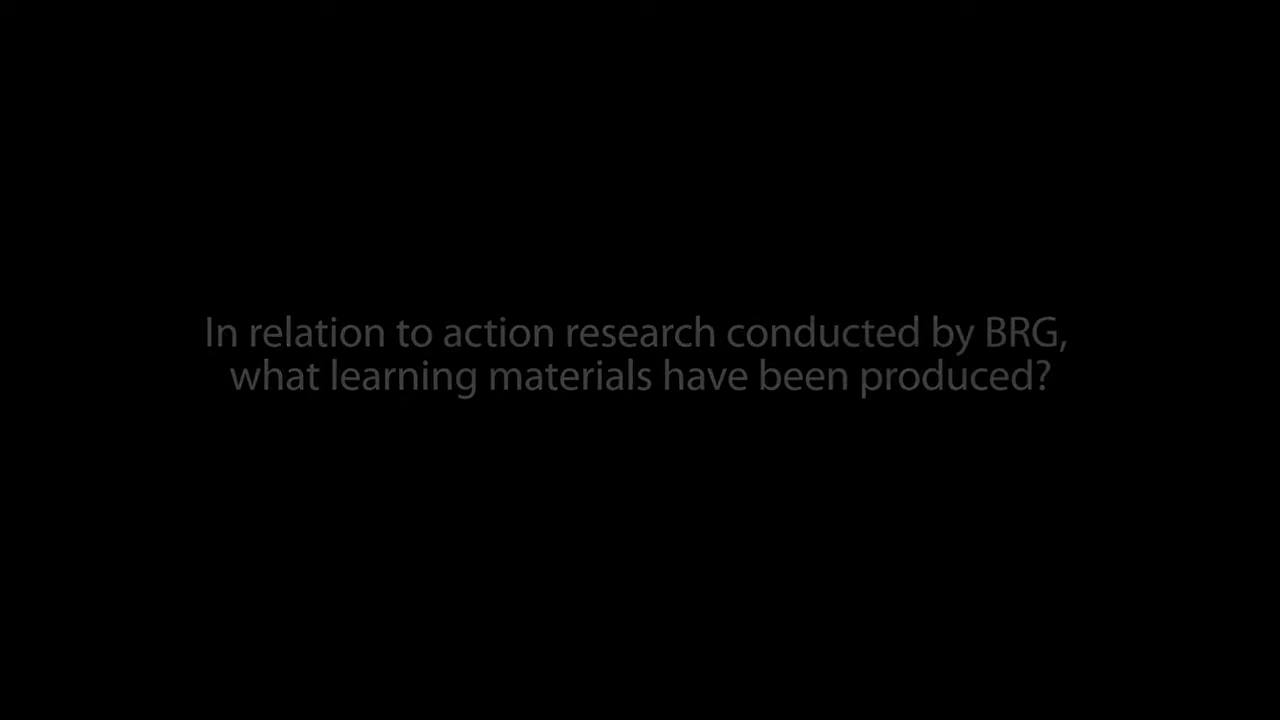 In relation to action research conducted by BRG,
what learning materials have been produced?